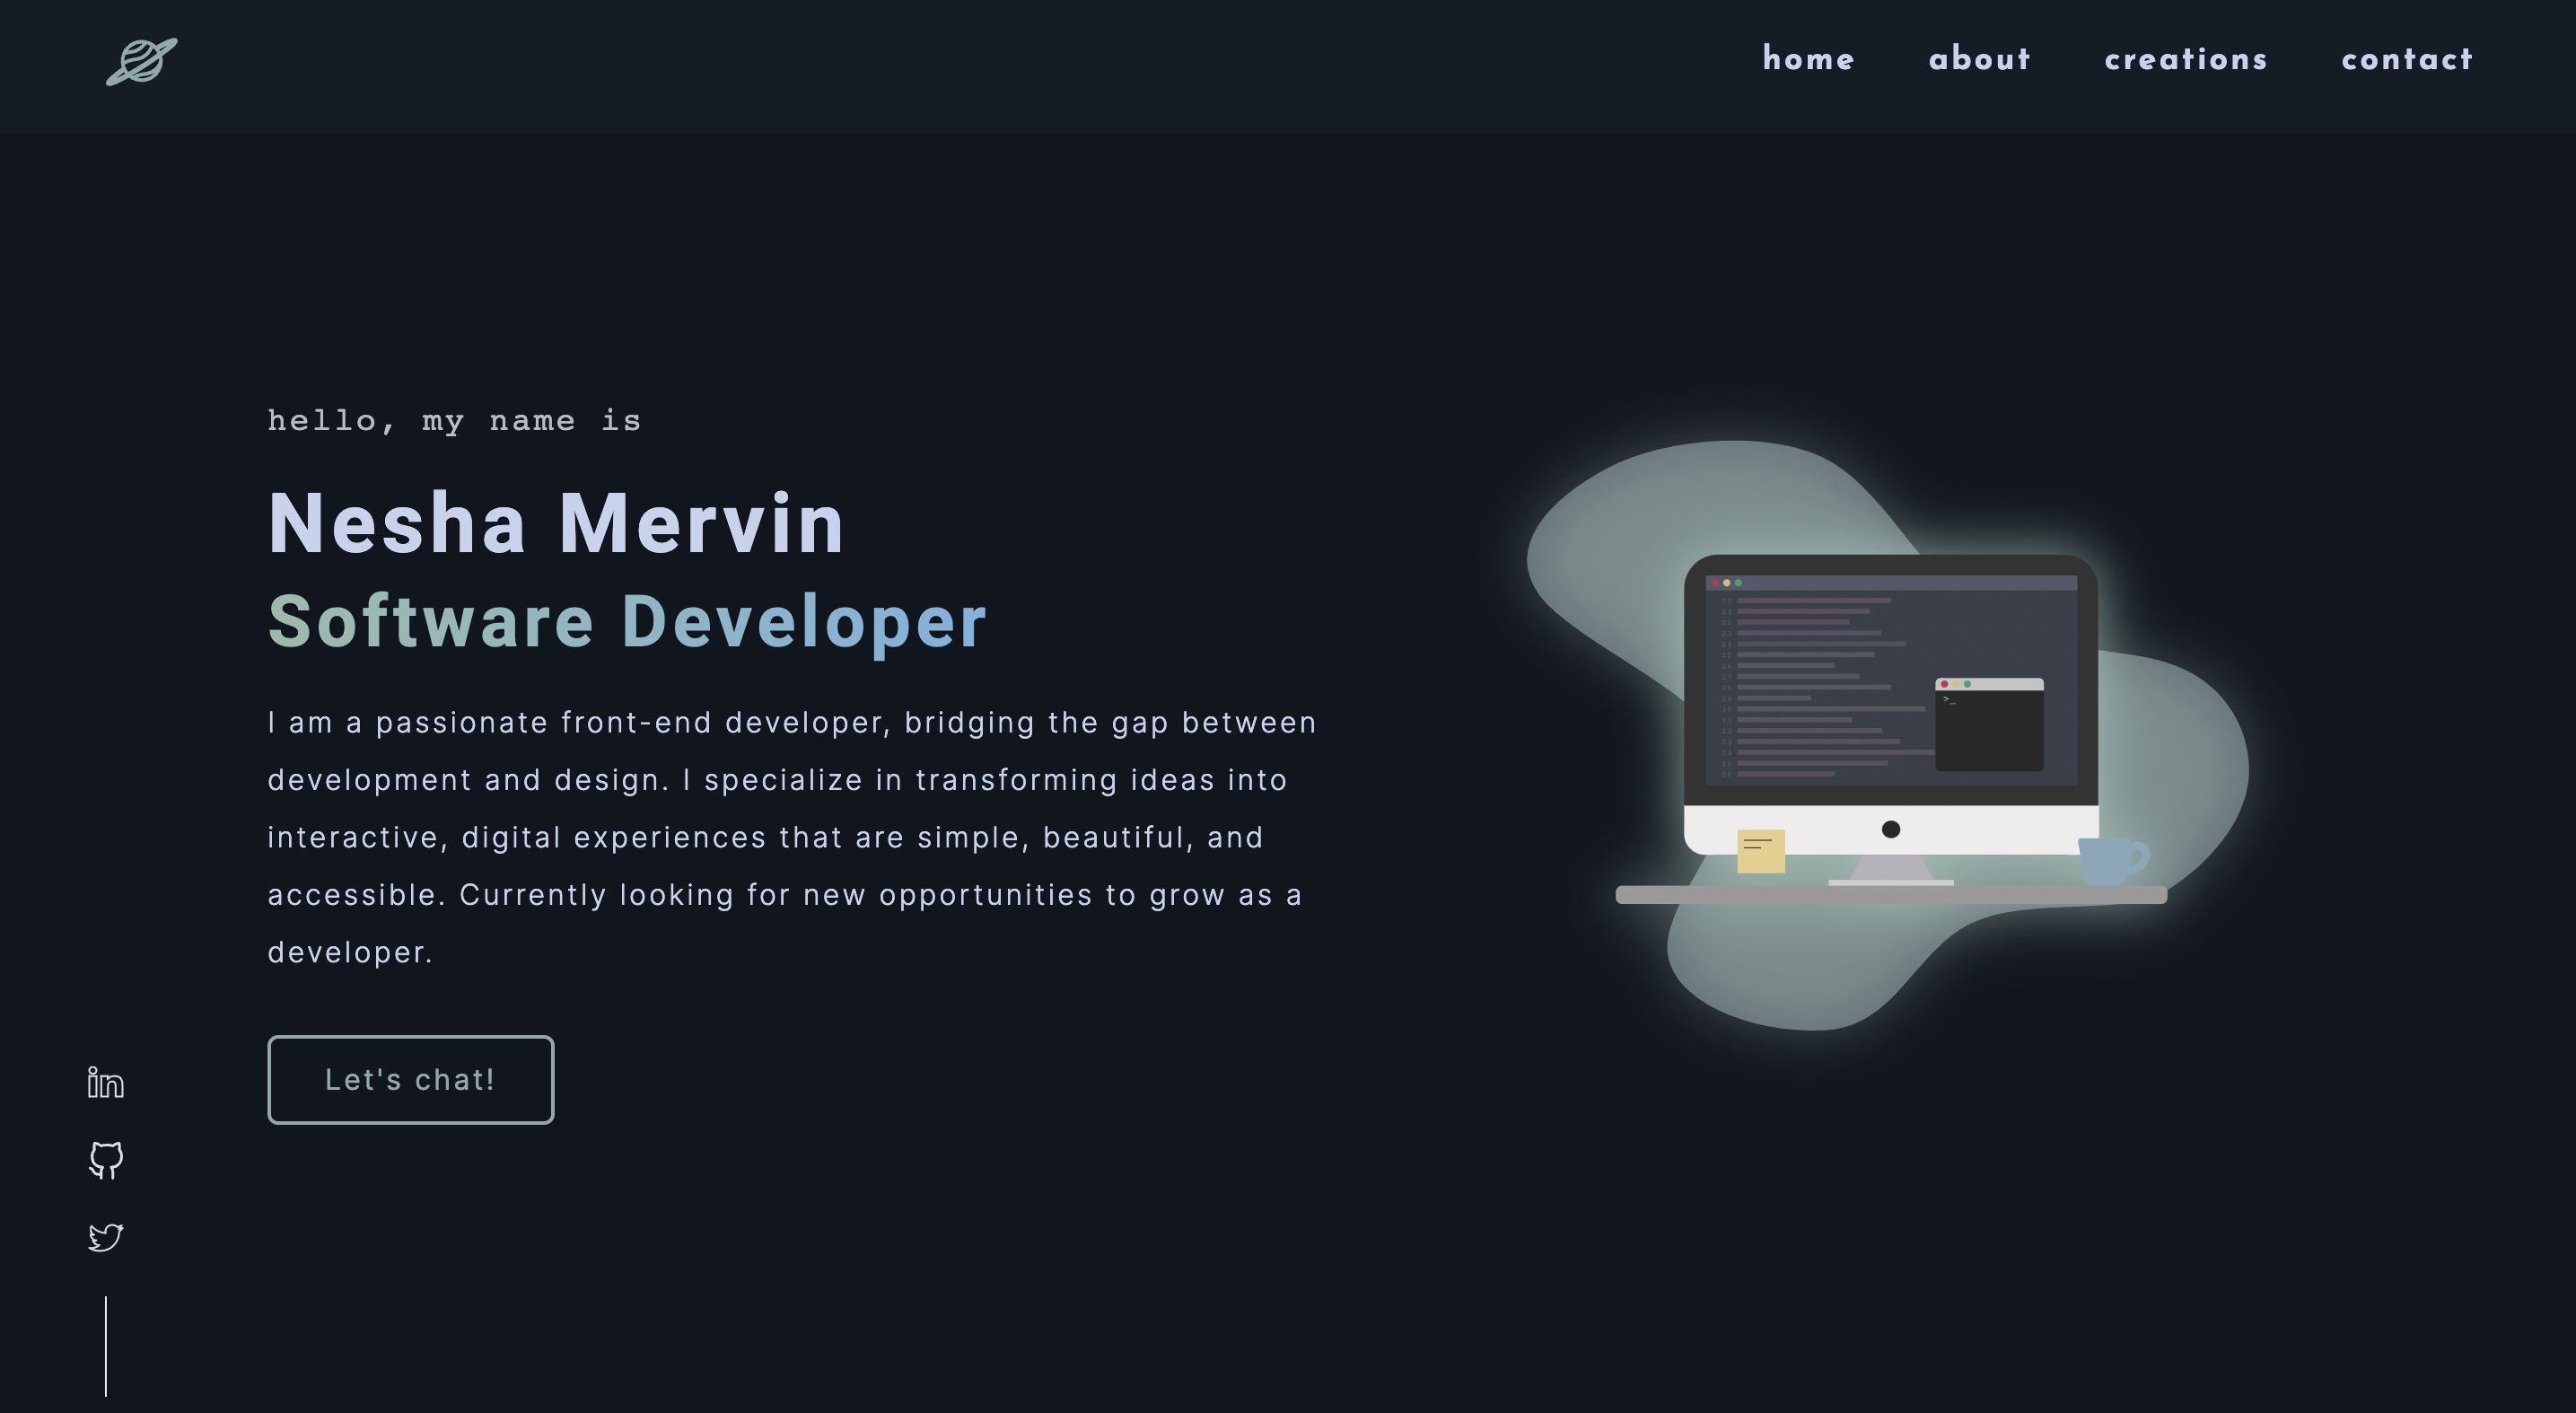 home about creations contact
hello, my name is
Nesha Mervin
Software Developer
I am a passionate front-end developer, bridging the gap between
development and design. I specialize in transforming ideas into
interactive, digital experiences that are simple, beautiful, and
accessible. Currently looking for new opportunities to grow as a
developer.
Let's chat!
in
>_